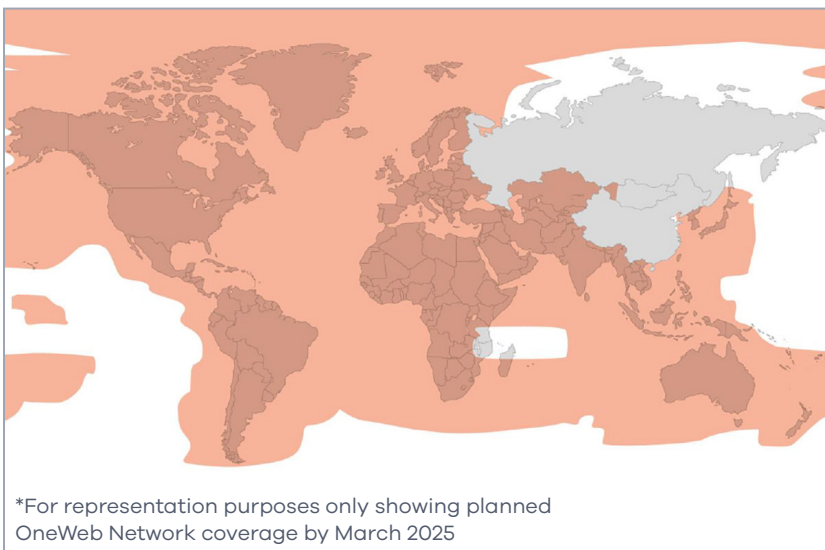 *For representation purposes only showing planned
OneWeb Network coverage by March 2025